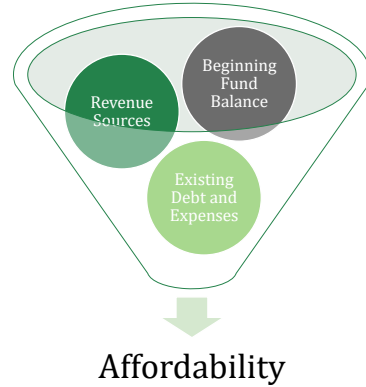 Beginning
Fund
Balance
Revenue
Sources
Existing
Debt and
Expenses
Affordability